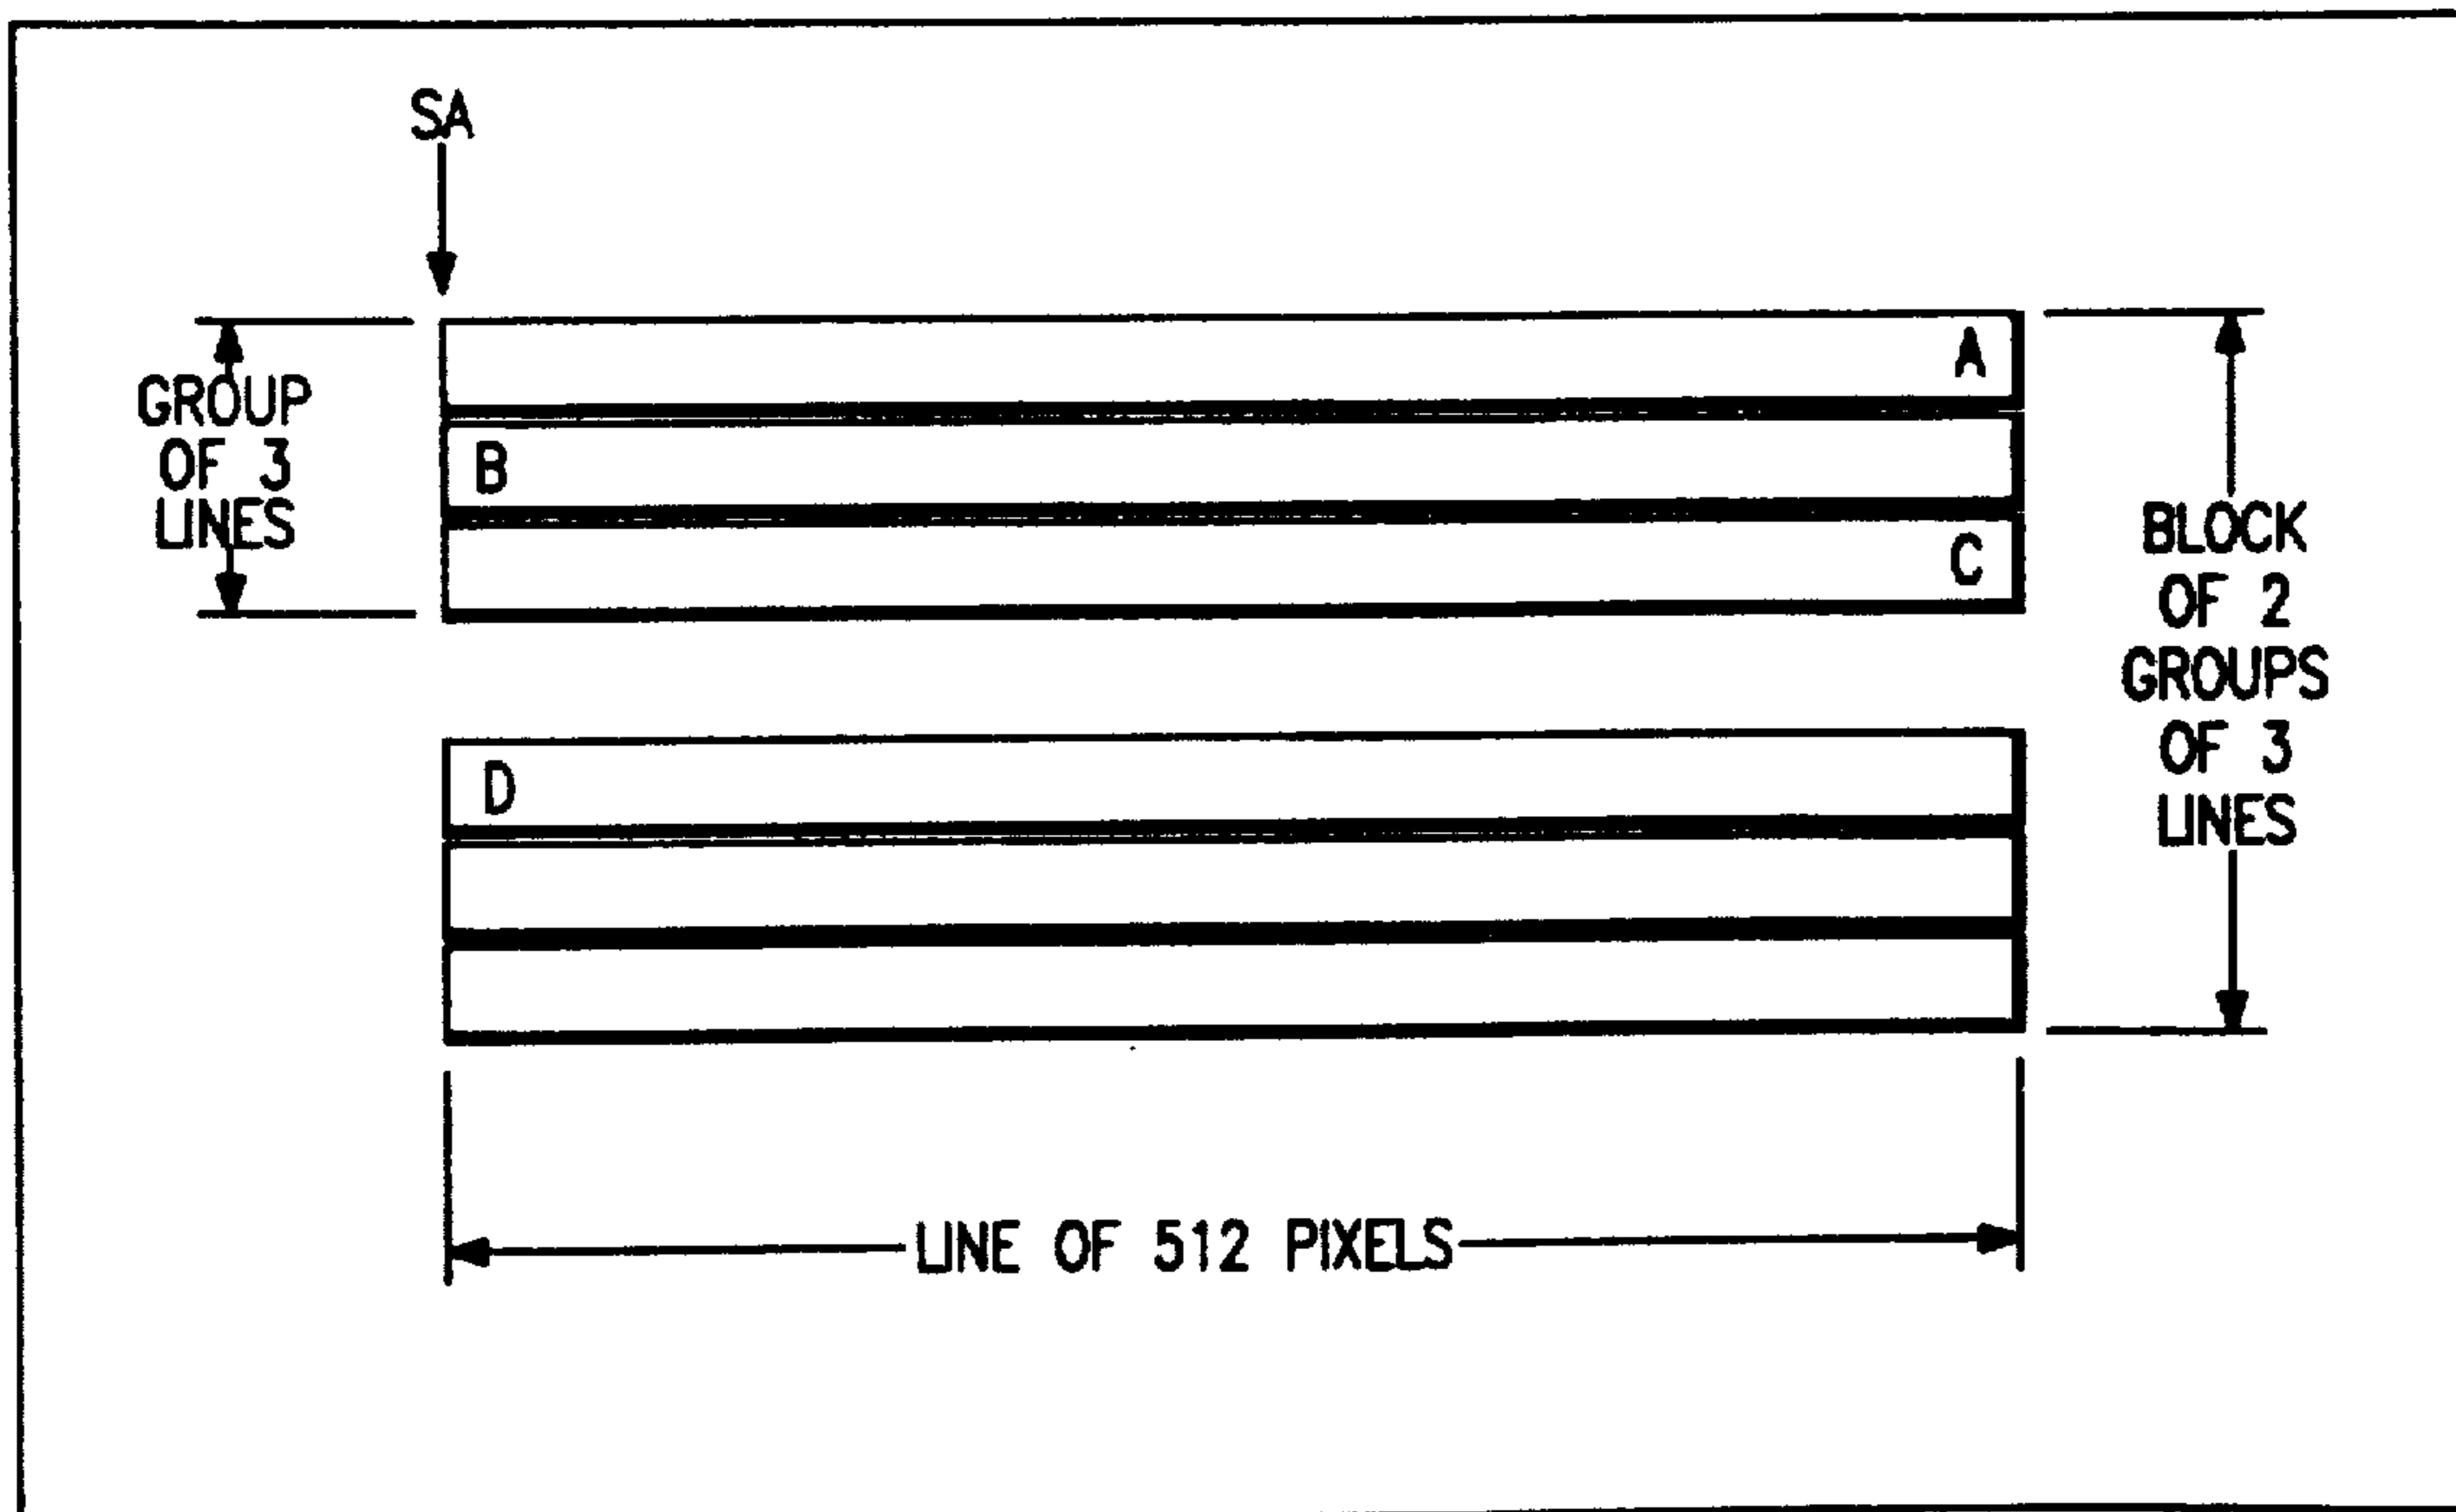 SA
GROUP
OF 3
LINES
A
B
C
D
BLOCK
OF 2
GROUPS
OF 3
LINES
LINE OF 512 PIXELS